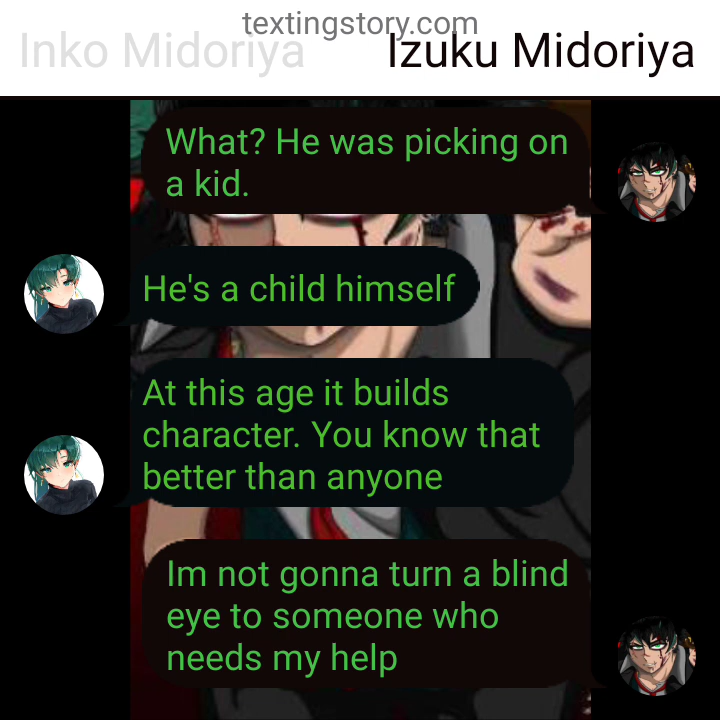 textingstory.com
Inko Midoriya
Izuku Midoriya
What? He was picking on
a kid.
He's a child himself
At this age it builds
character. You know that
better than anyone
Im not gonna turn a blind
eye to someone who
needs my help